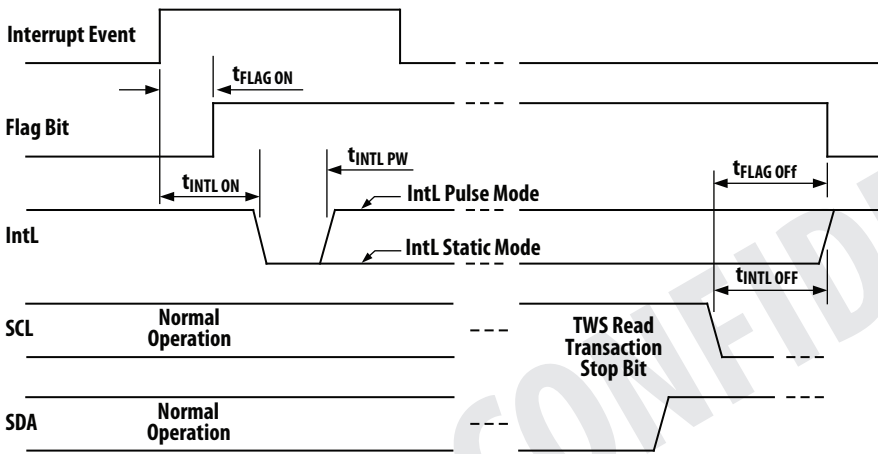 Interrupt Event
tFLAG ON
Flag Bit
tINTL ON
tINTL PW
tFLAG OFf
IntL Pulse Mode
IntL
IntL Static Mode
tINTL OFF
SCL
Normal
Operation
TWS Read
Transaction
Stop Bit
SDA
Normal
Operation